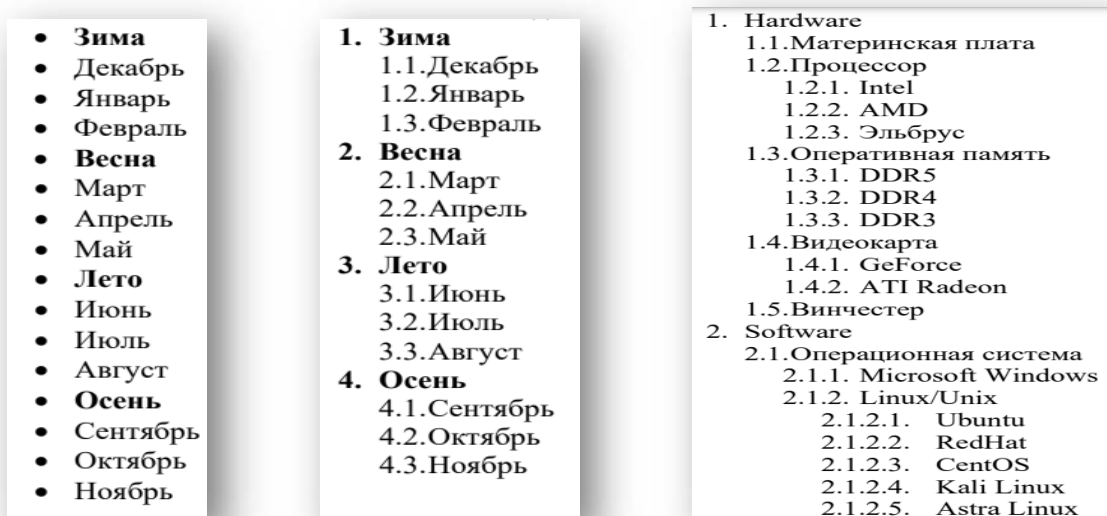 • Зима
• Декабрь
• Январь
• Февраль
• Весна
• Март
• Апрель
• Май
• Лето
• Июнь
• Июль
• Август
• Осень
• Сентябрь
• Октябрь
• Ноябрь
1. Зима
1.1.Декабрь
1.2.Январь
1.3.Февраль
2. Весна
2.1.Март
2.2.Апрель
2.3.Май
3. Лето
3.1.Июнь
3.2.Июль
3.3.Август
4. Осень
4.1.Сентябрь
4.2.Октябрь
4.3.Ноябрь
1. Hardware
1.1.Материнская плата
1.2.Процессор
1.2.1. Intel
1.2.2. AMD
1.2.3. Эльбрус
1.3.Оперативная память
1.3.1. DDR5
1.3.2. DDR4
1.3.3. DDR3
1.4.Видеокарта
1.4.1. GeForce
1.4.2. ATI Radeon
1.5.Винчестер
2. Software
2.1.Операционная система
2.1.1. Microsoft Windows
2.1.2. Linux/Unix
2.1.2.1. Ubuntu
2.1.2.2. RedHat
2.1.2.3. CentOS
2.1.2.4. Kali Linux
2.1.2.5. Astra Linux